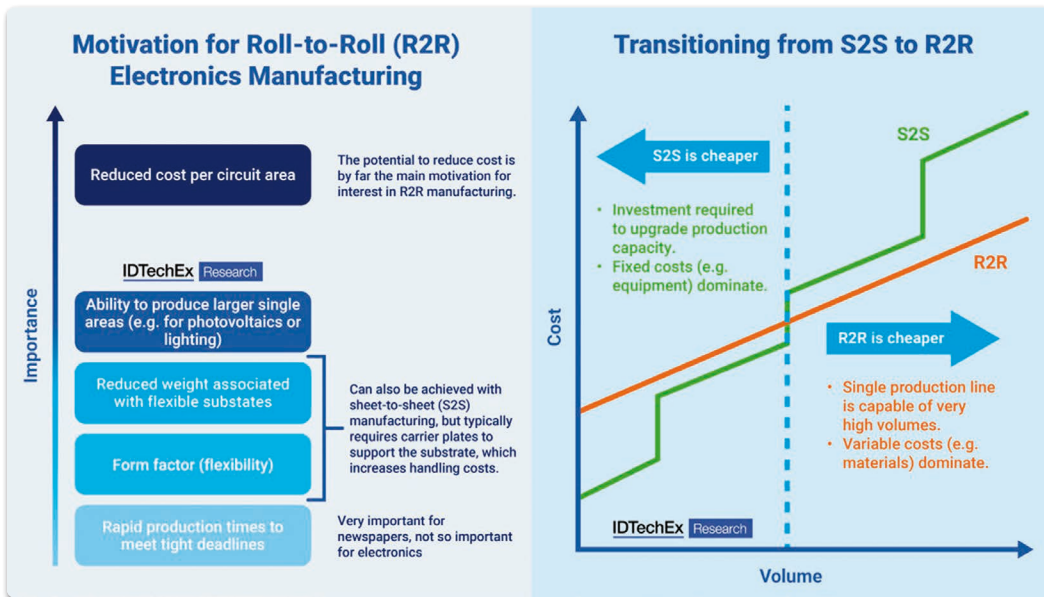 Motivation for Roll-to-Roll (R2R)
Electronics Manufacturing
Importance
Reduced cost per circuit area
The potential to reduce cost is
by far the main motivation for
interest in R2R manufacturing.
IDTechEx Research
Ability to produce larger single
areas (e.g. for photovoltaics or
lighting)
Reduced weight associated
with flexible substates
Form factor (flexibility)
Can also be achieved with
sheet-to-sheet (S2S)
manufacturing, but typically
requires carrier plates to
support the substrate, which
increases handling costs.
Rapid production times to
meet tight deadlines
Very important for
newspapers, not so important
for electronics
Transitioning from S2S to R2R
Cost
S2S is cheaper
• Investment required
to upgrade production
capacity.
• Fixed costs (e.g.
equipment) dominate.
S2S
R2R
R2R is cheaper
• Single production line
is capable of very
high volumes.
• Variable costs (e.g.
materials) dominate.
IDTechEx Research
Volume